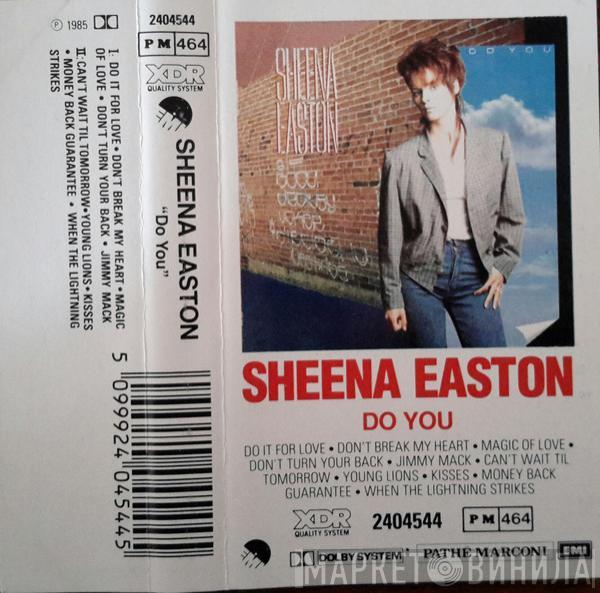 ℗ 1985
I: DO IT FOR LOVE • DON'T BREAK MY HEART • MAGIC
OF LOVE • DON'T TURN YOUR BACK • JIMMY MACK
II: CAN'T WAIT TIL TOMORROW • YOUNG LIONS • KISSES
• MONEY BACK GUARANTEE • WHEN THE LIGHTNING
STRIKES
2404544
PM 464
XDR
QUALITY SYSTEM
SHEENA EASTON
"Do You"
5 099924 045445
SHEENA
EASTON
DO YOU
SHEENA EASTON
DO YOU
DO IT FOR LOVE • DON'T BREAK MY HEART • MAGIC OF LOVE •
DON'T TURN YOUR BACK • JIMMY MACK • CAN'T WAIT TIL
TOMORROW • YOUNG LIONS • KISSES • MONEY BACK
GUARANTEE • WHEN THE LIGHTNING STRIKES
XDR
QUALITY SYSTEM
2404544
PM 464
DOLBY SYSTEM
PATHE MARCONI
EMI
МАРКЕТОВИНИЛА